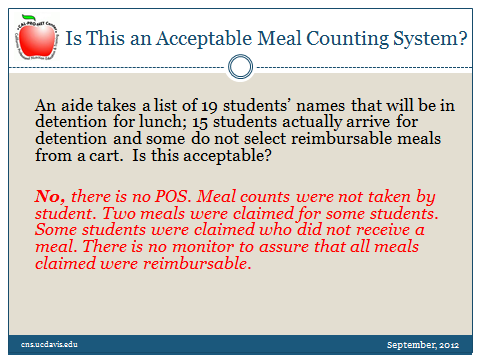 Is This an Acceptable Meal Counting System?
An aide takes a list of 19 students’ names that will be in
detention for lunch; 15 students actually arrive for
detention and some do not select reimbursable meals
from a cart.  Is this acceptable?
No, there is no POS. Meal counts were not taken by
student. Two meals were claimed for some students.
Some students were claimed who did not receive a
meal. There is no monitor to assure that all meals
claimed were reimbursable.
cns.ucdavis.edu
September, 2012